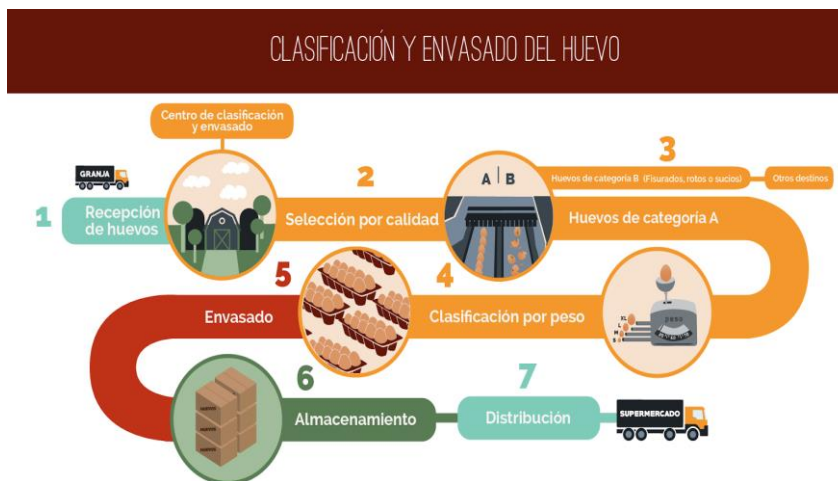 CLASIFICACIÓN Y ENVASADO DEL HUEVO
Centro de clasificación
y envasado
GRANJA
1
Recepción
de huevos
2
Selección por calidad
A | B
3
Huevos de categoría B (Fisurados, rotos o sucios)
Otros destinos
Huevos de categoría A
5
Envasado
4
Clasificación por peso
XL
L
M
S
peso
6
Almacenamiento
7
Distribución
SUPERMERCADO